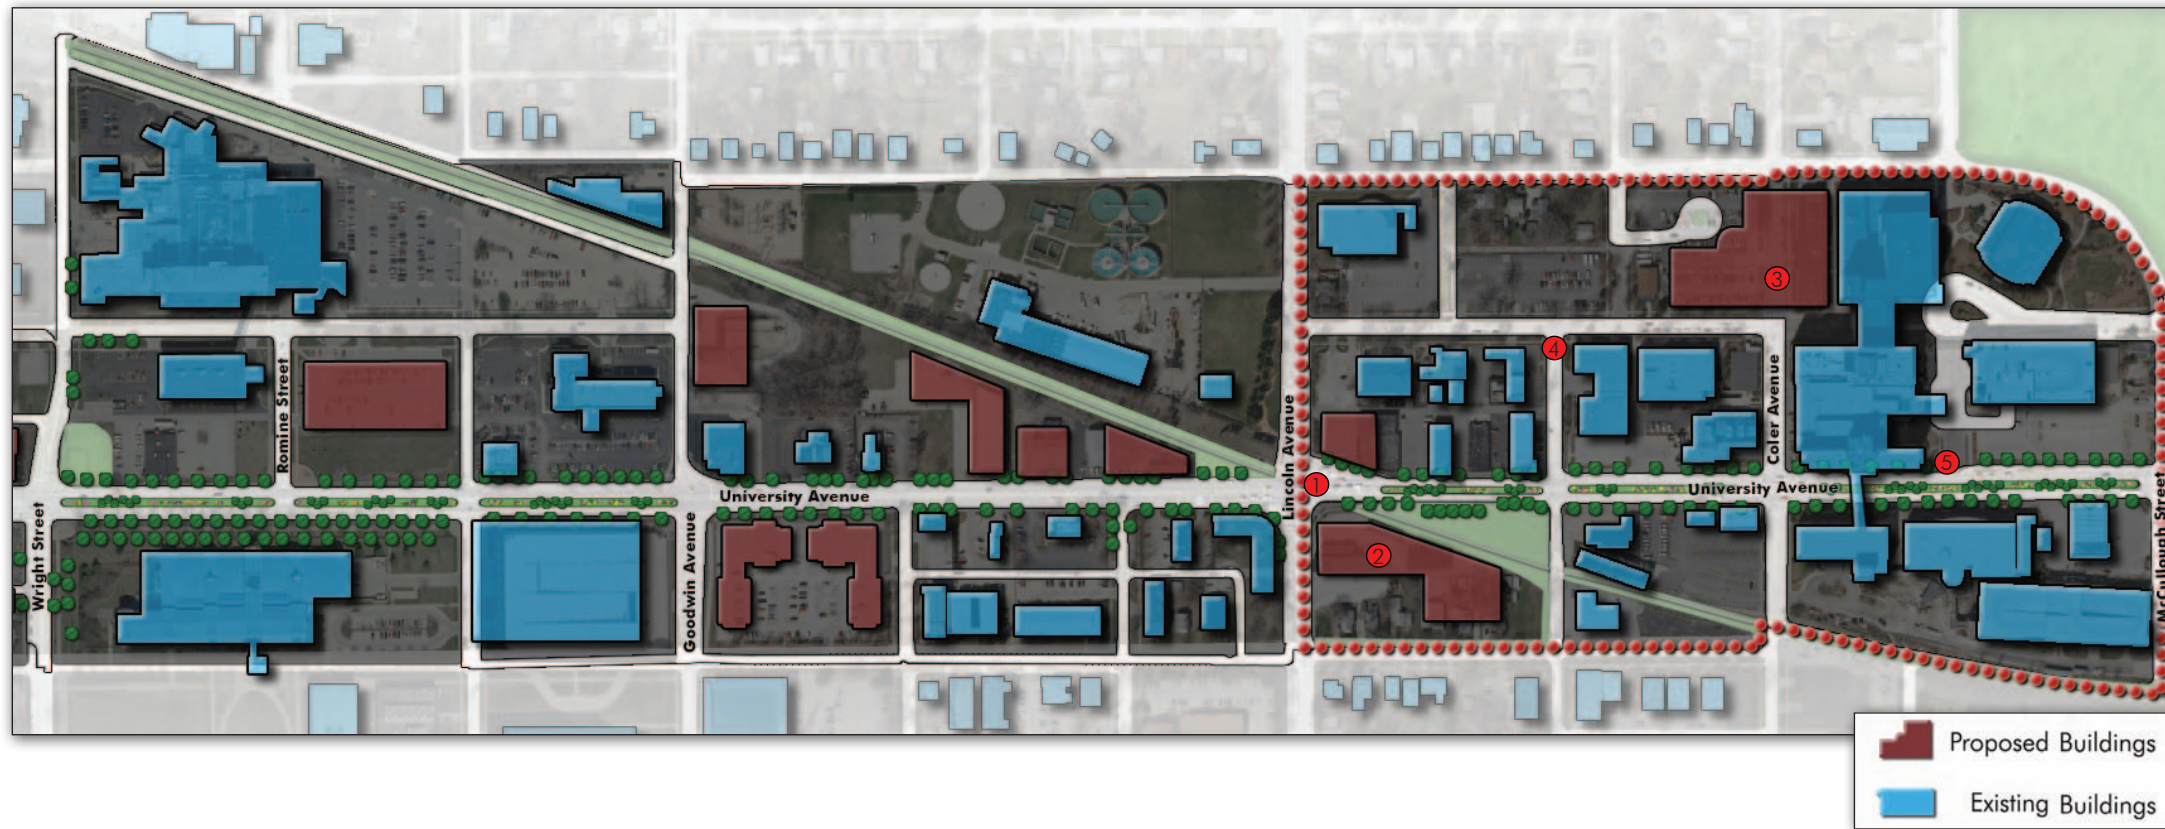 3
4
Romine Street
Coler Avenue
Lincoln Avenue
5
1
University Avenue
University Avenue
Wright Street
Goodwin Avenue
2
McCullough Street
Proposed Buildings
Existing Buildings